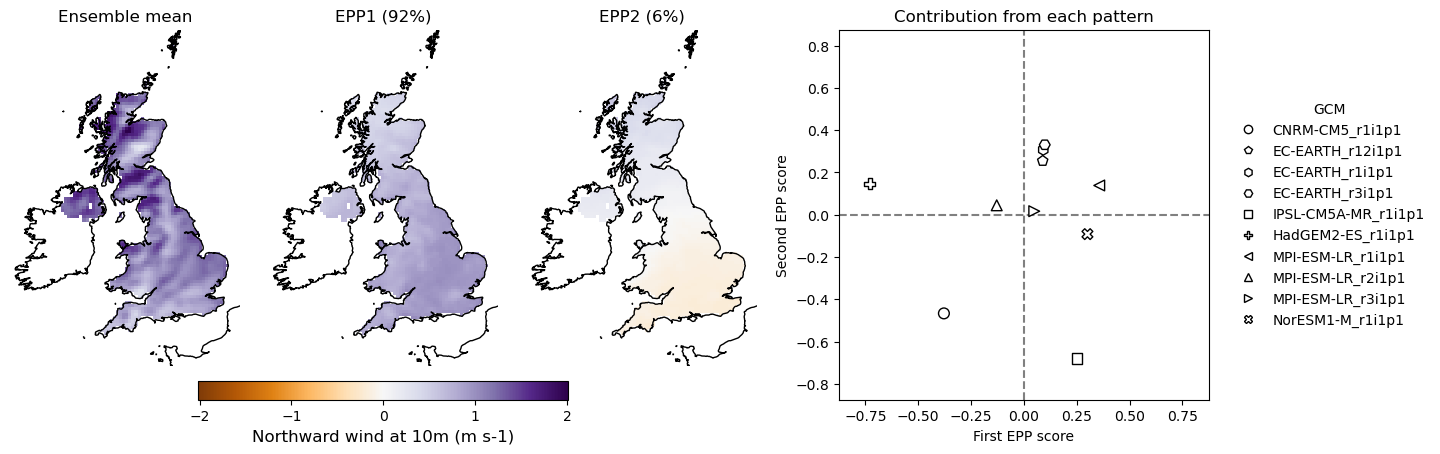 Ensemble mean
EPP1 (92%)
EPP2 (6%)
Contribution from each pattern
−2
−1
0
1
2
Northward wind at 10m (m s-1)
Second EPP score
0.8
0.6
0.4
0.2
0.0
−0.2
−0.4
−0.6
−0.8
−0.75
−0.50
−0.25
0.00
0.25
0.50
0.75
First EPP score
GCM
CNRM-CM5_r1i1p1
EC-EARTH_r12i1p1
EC-EARTH_r1i1p1
EC-EARTH_r3i1p1
IPSL-CM5A-MR_r1i1p1
HadGEM2-ES_r1i1p1
MPI-ESM-LR_r1i1p1
MPI-ESM-LR_r2i1p1
MPI-ESM-LR_r3i1p1
NorESM1-M_r1i1p1